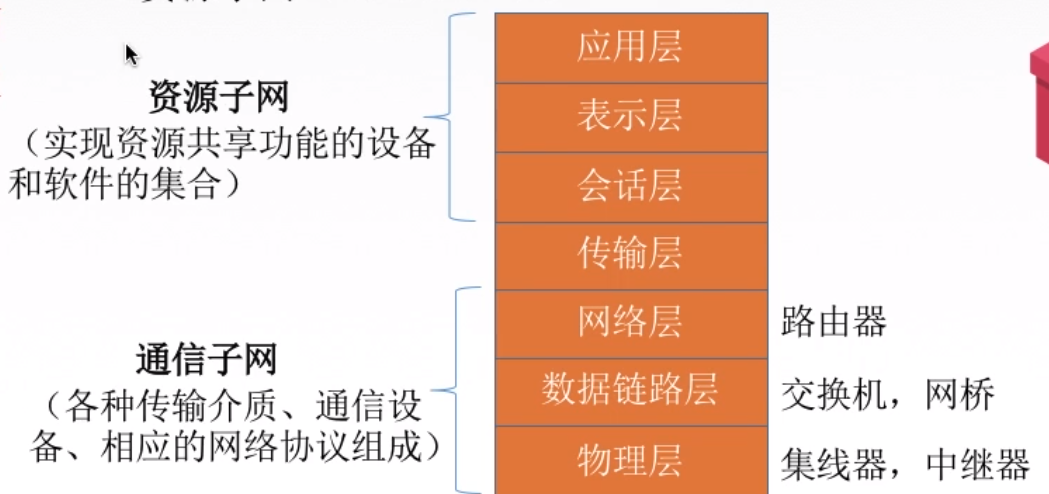 资源子网
(实现资源共享功能的设备
和软件的集合)
应用层
表示层
会话层
传输层
网络层
路由器
通信子网
(各种传输介质、通信设
备、相应的网络协议组成)
数据链路层
交换机，网桥
物理层
集线器，中继器